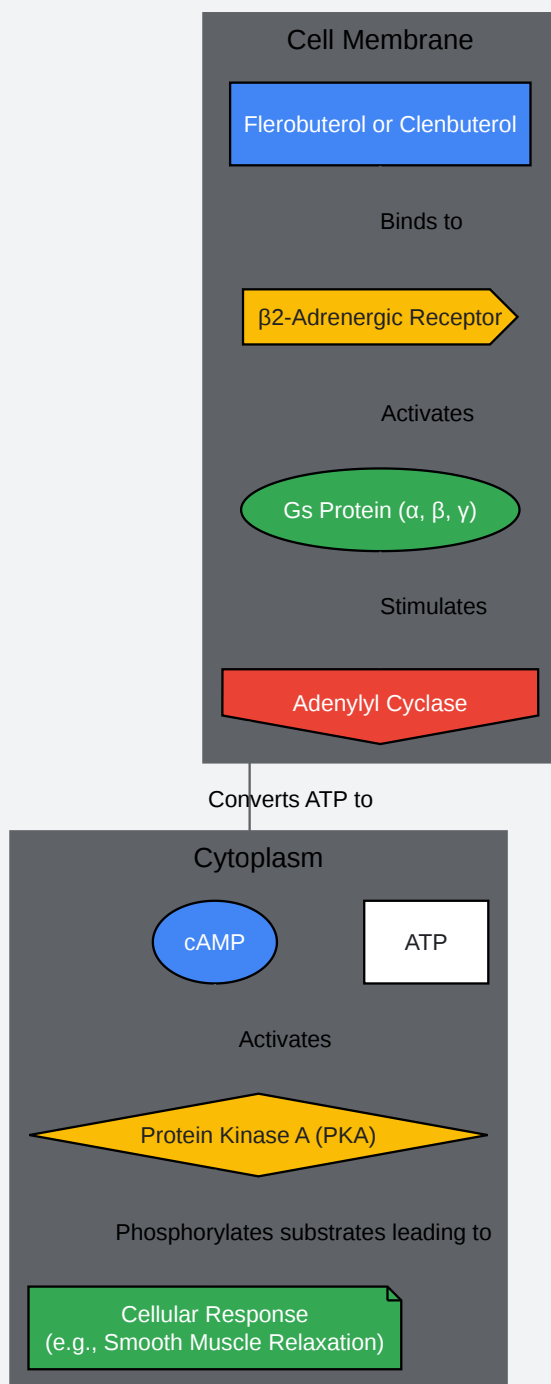 Cell Membrane
Flerobuterol or Clenbuterol
Binds to
β2-Adrenergic Receptor
Activates
Gs Protein (α, β, γ)
Stimulates
Adenylyl Cyclase
Converts ATP to
Cytoplasm
cAMP
ATP
Activates
Protein Kinase A (PKA)
Phosphorylates substrates leading to
Cellular Response
(e.g., Smooth Muscle Relaxation)